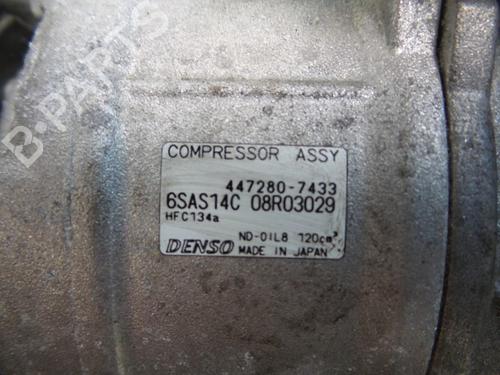 B-PARTS
COMPRESSOR ASSY
447280-7433
6SAS14C 08R03029
HFC134a
DENSO ND-OIL8 120cm³
MADE IN JAPAN